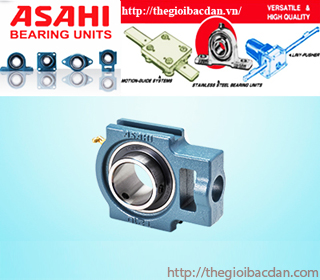 ASAHI
BEARING UNITS
http://thegioibacdan.vn/
VERSATILE &
HIGH QUALITY
MOTION-GUIDE SYSTEMS
STAINLESS STEEL BEARING UNITS
ASAHI
http://thegioibacdan.vn